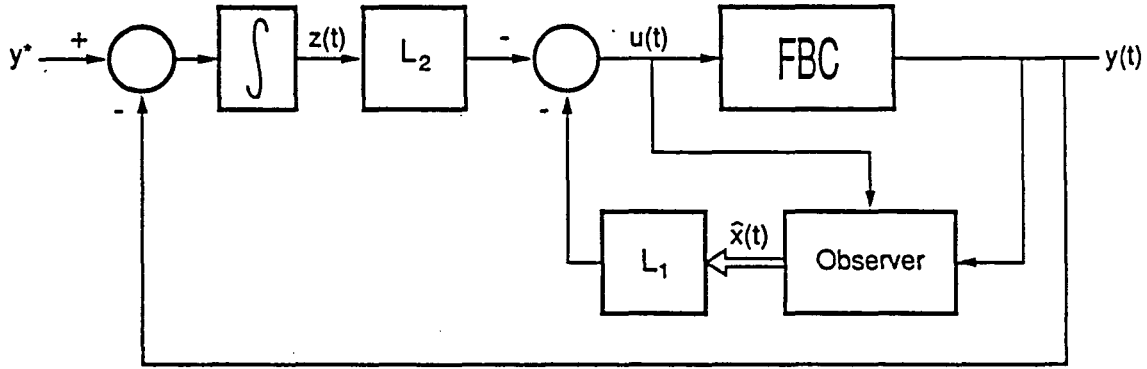 y* + - ∫ z(t) L₂ - - u(t) FBC y(t)
L₁ x̂(t) Observer